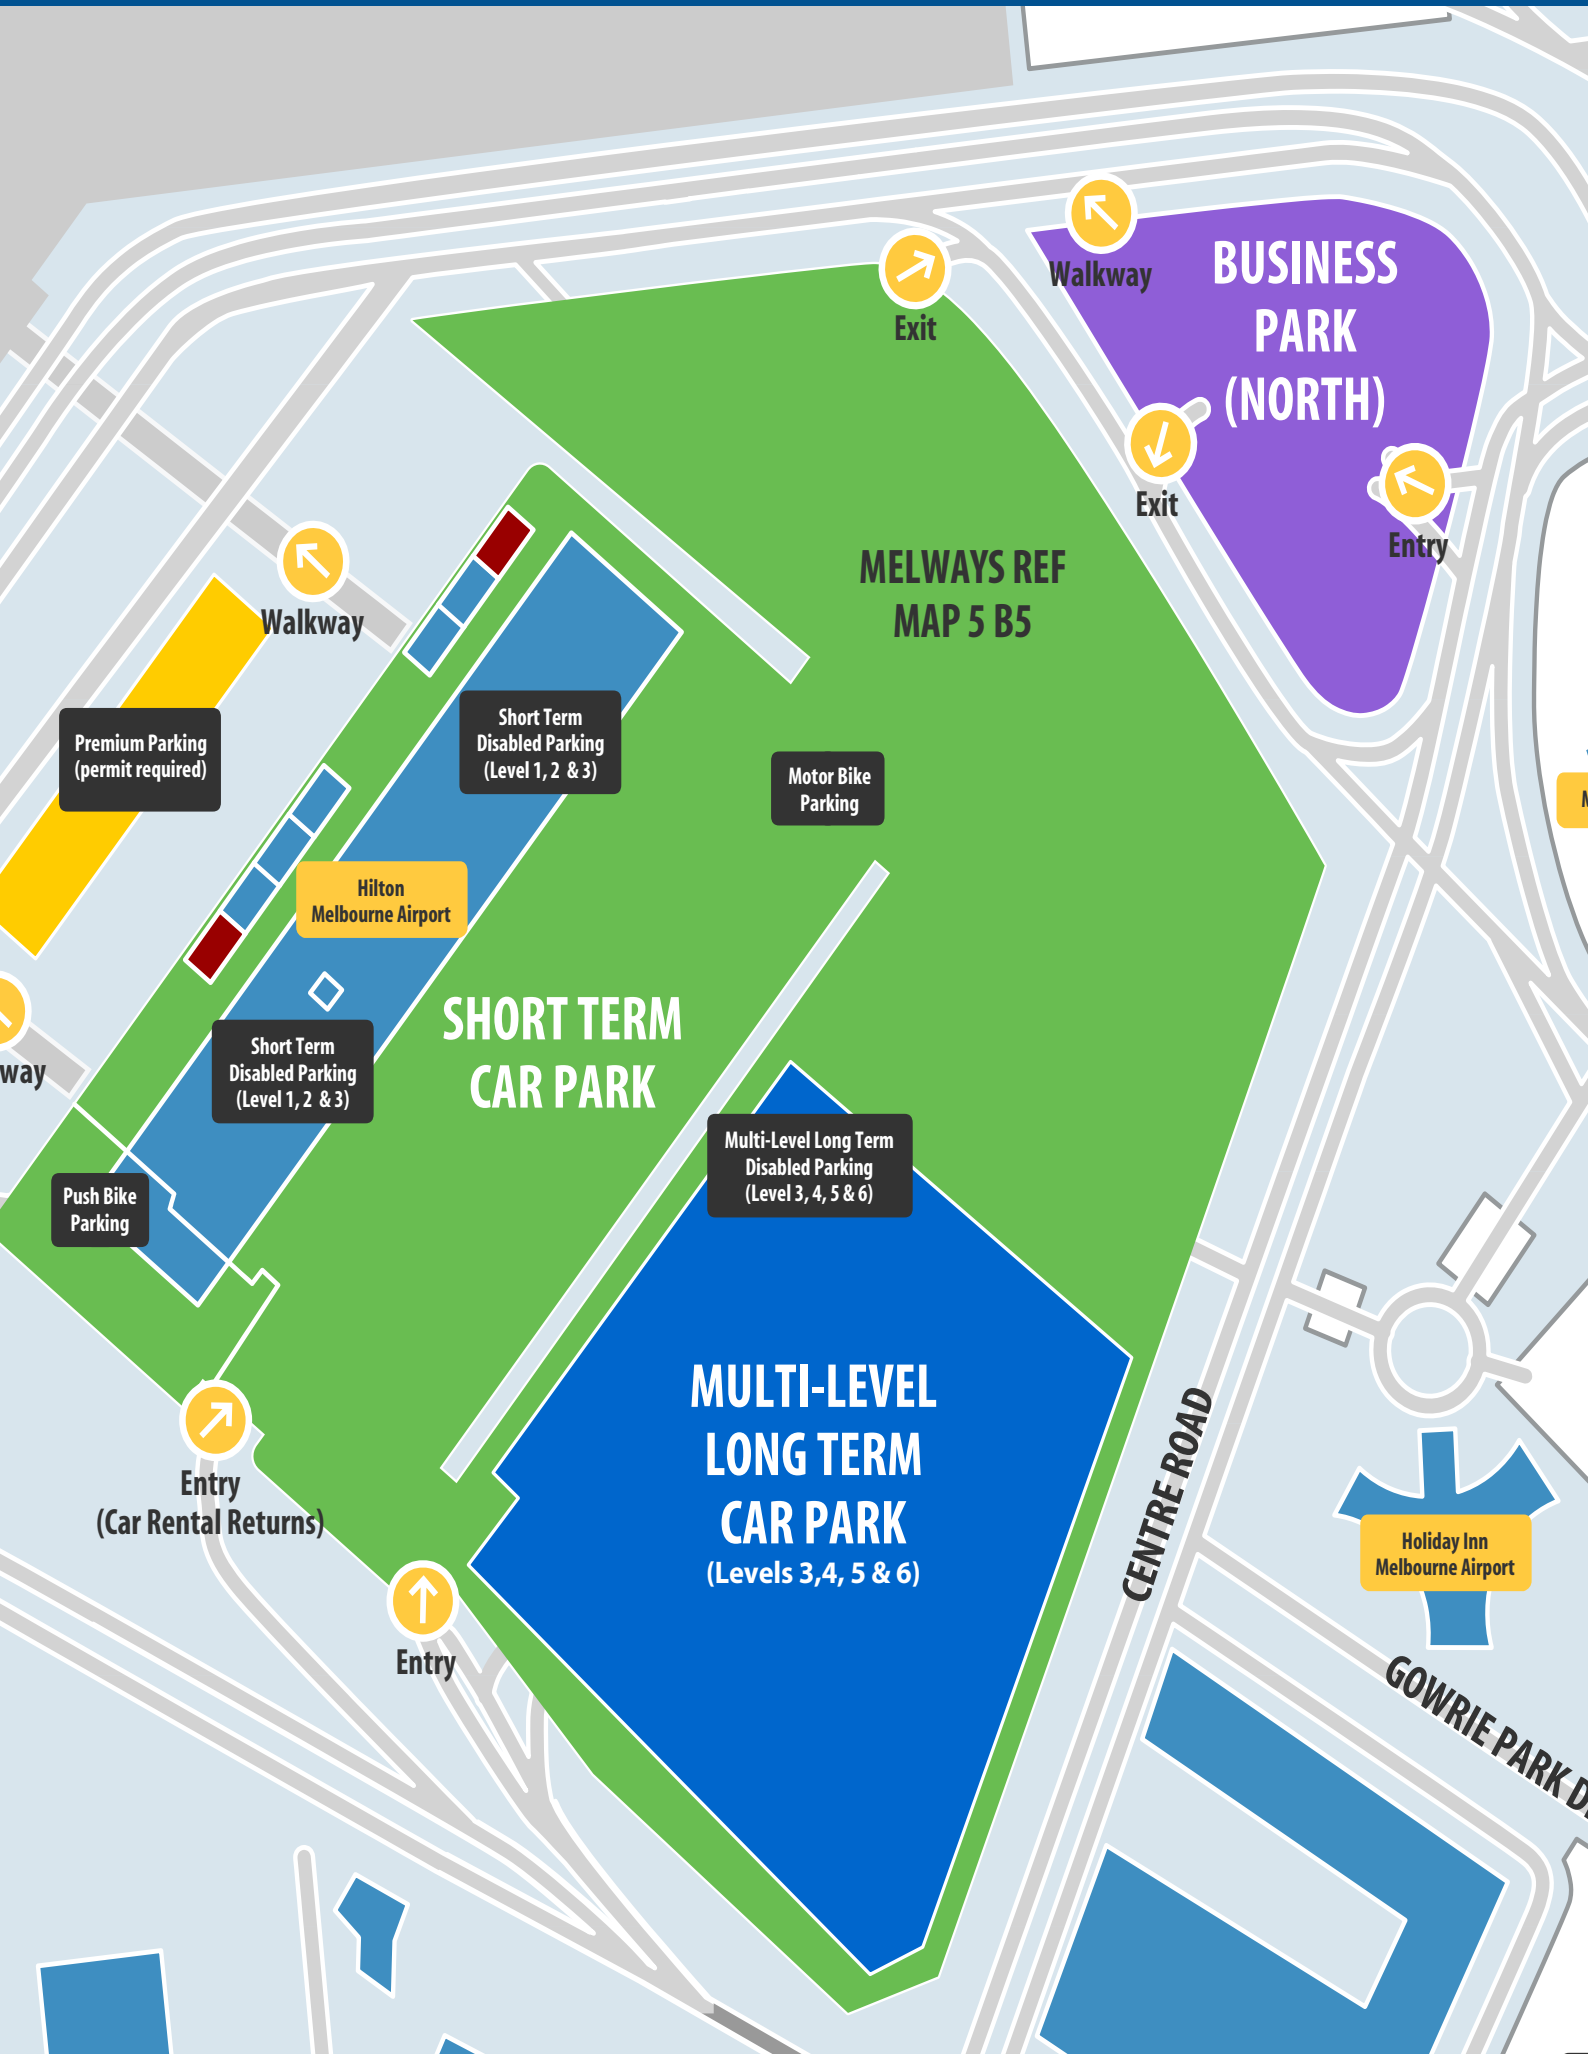 Walkway
BUSINESS
PARK
(NORTH)
Exit
Exit
Entry
MELWAYS REF
MAP 5 B5
Walkway
Premium Parking
(permit required)
Short Term
Disabled Parking
(Level 1, 2 & 3)
Motor Bike
Parking
Hilton
Melbourne Airport
SHORT TERM
CAR PARK
Short Term
Disabled Parking
(Level 1, 2 & 3)
way
Multi-Level Long Term
Disabled Parking
(Level 3, 4, 5 & 6)
Push Bike
Parking
MULTI-LEVEL
LONG TERM
CAR PARK
(Levels 3,4, 5 & 6)
Entry
(Car Rental Returns)
Entry
CENTRE ROAD
Holiday Inn
Melbourne Airport
GOWRIE PARK